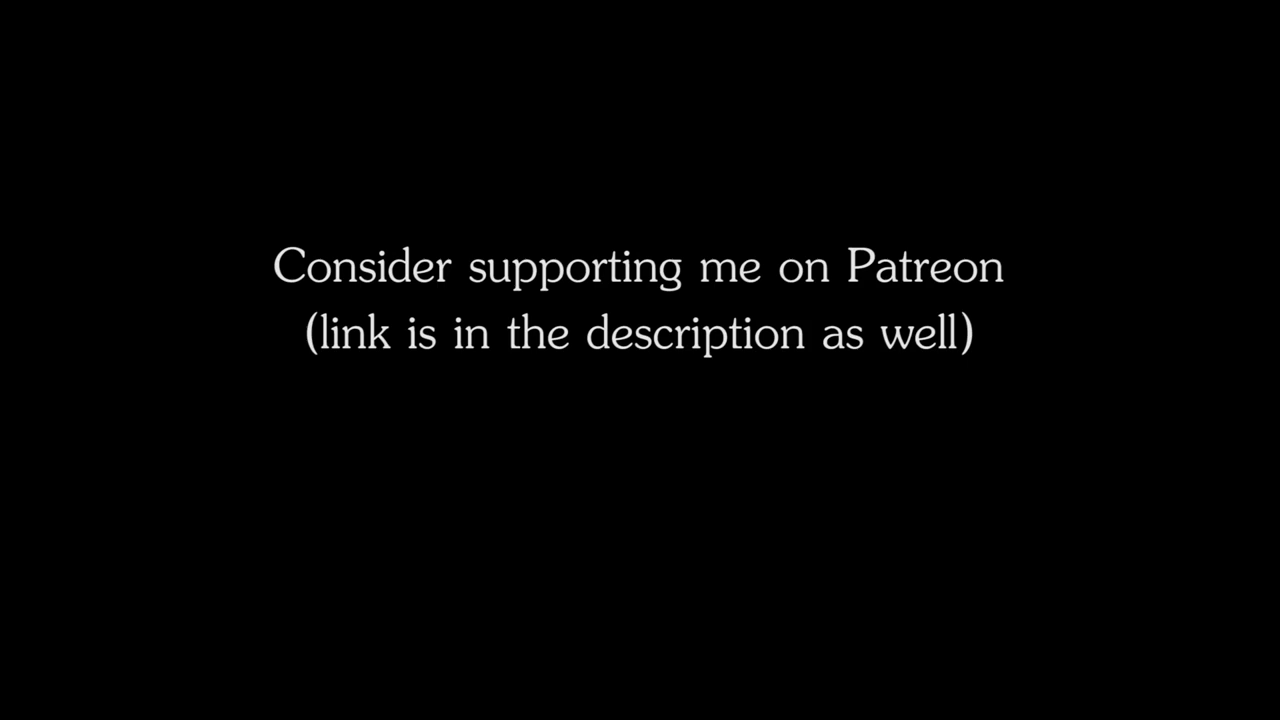 Consider supporting me on Patreon
(link is in the description as well)